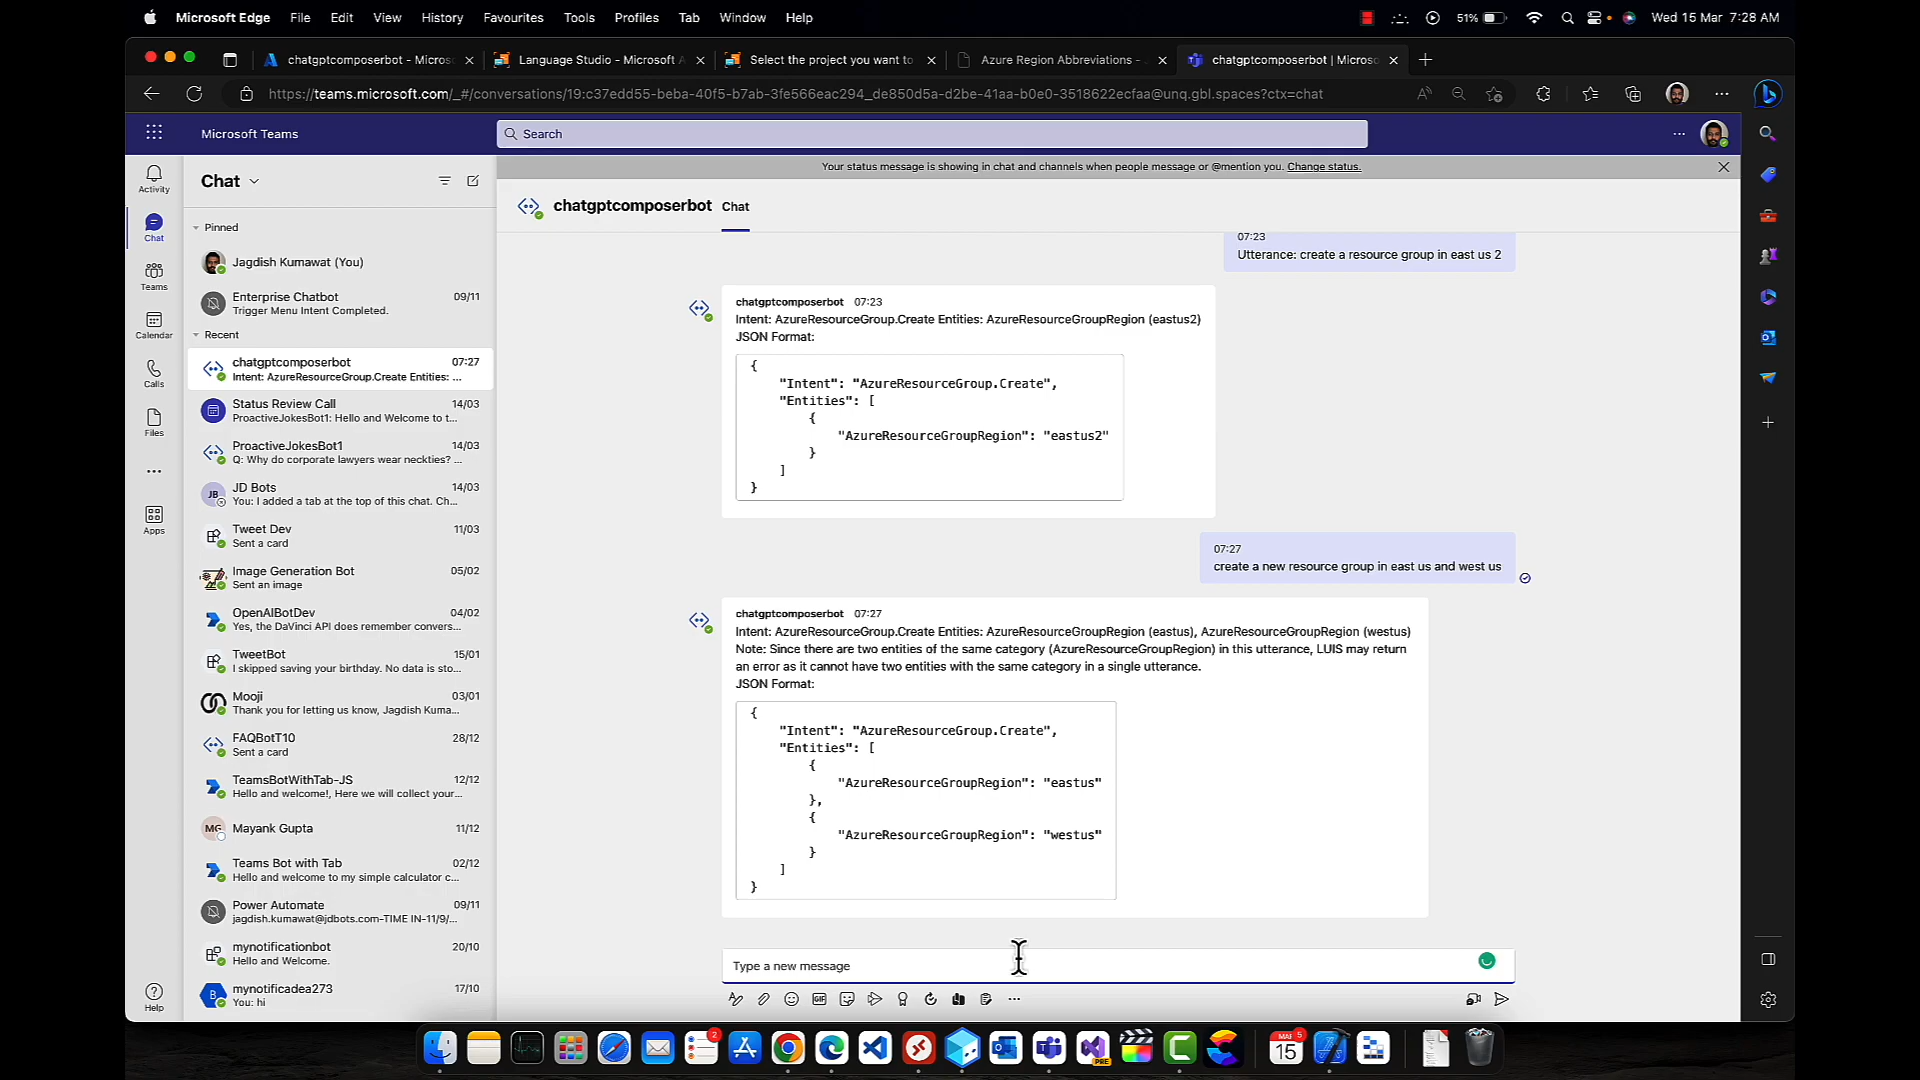 Microsoft Edge File Edit View History Favourites Tools Profiles Tab Window Help 51% Wed 15 Mar 7:28 AM
chatgptcomposerbot - Micros Language Studio - Microsoft A Select the project you want to Azure Region Abbreviations - chatgptcomposerbot | Microso
https://teams.microsoft.com/_#/conversations/19:c37edd55-beba-40f5-b7ab-3fe566eac294_de850d5a-d2be-41aa-b0e0-3518622ecfaa@unq.gbl.spaces?ctx=chat
Microsoft Teams
Search
Your status message is showing in chat and channels when people message or @mention you. Change status.
Activity
Chat
Teams
Calendar
Calls
Files
Apps
Help
Chat
Pinned
Jagdish Kumawat (You)
Enterprise Chatbot 09/11
Trigger Menu Intent Completed.
Recent
chatgptcomposerbot 07:27
Intent: AzureResourceGroup.Create Entities: ...
Status Review Call 14/03
ProactiveJokesBot1: Hello and Welcome to t...
ProactiveJokesBot1 14/03
Q: Why do corporate lawyers wear neckties? ...
JB
JD Bots 14/03
You: I added a tab at the top of this chat. Ch...
Tweet Dev 11/03
Sent a card
Image Generation Bot 05/02
Sent an image
OpenAIBotDev 04/02
Yes, the DaVinci API does remember convers...
TweetBot 15/01
I skipped saving your birthday. No data is sto...
Mooji 03/01
Thank you for letting us know, Jagdish Kuma...
FAQBotT10 28/12
Sent a card
TeamsBotWithTab-JS 12/12
Hello and welcome!, Here we will collect your...
MG
Mayank Gupta 11/12
Teams Bot with Tab 02/12
Hello and welcome to my simple calculator c...
Power Automate 09/11
jagdish.kumawat@jdbots.com-TIME IN-11/9/...
mynotificationbot 20/10
Hello and Welcome.
mynotificadea273 17/10
You: hi
chatgptcomposerbot Chat
07:23
Utterance: create a resource group in east us 2
chatgptcomposerbot 07:23
Intent: AzureResourceGroup.Create Entities: AzureResourceGroupRegion (eastus2)
JSON Format:
{
"Intent": "AzureResourceGroup.Create",
"Entities": [
{
"AzureResourceGroupRegion": "eastus2"
}
]
}
07:27
create a new resource group in east us and west us
chatgptcomposerbot 07:27
Intent: AzureResourceGroup.Create Entities: AzureResourceGroupRegion (eastus), AzureResourceGroupRegion (westus)
Note: Since there are two entities of the same category (AzureResourceGroupRegion) in this utterance, LUIS may return
an error as it cannot have two entities with the same category in a single utterance.
JSON Format:
{
"Intent": "AzureResourceGroup.Create",
"Entities": [
{
"AzureResourceGroupRegion": "eastus"
},
{
"AzureResourceGroupRegion": "westus"
}
]
}
Type a new message
GIF
2
PRE
15
5